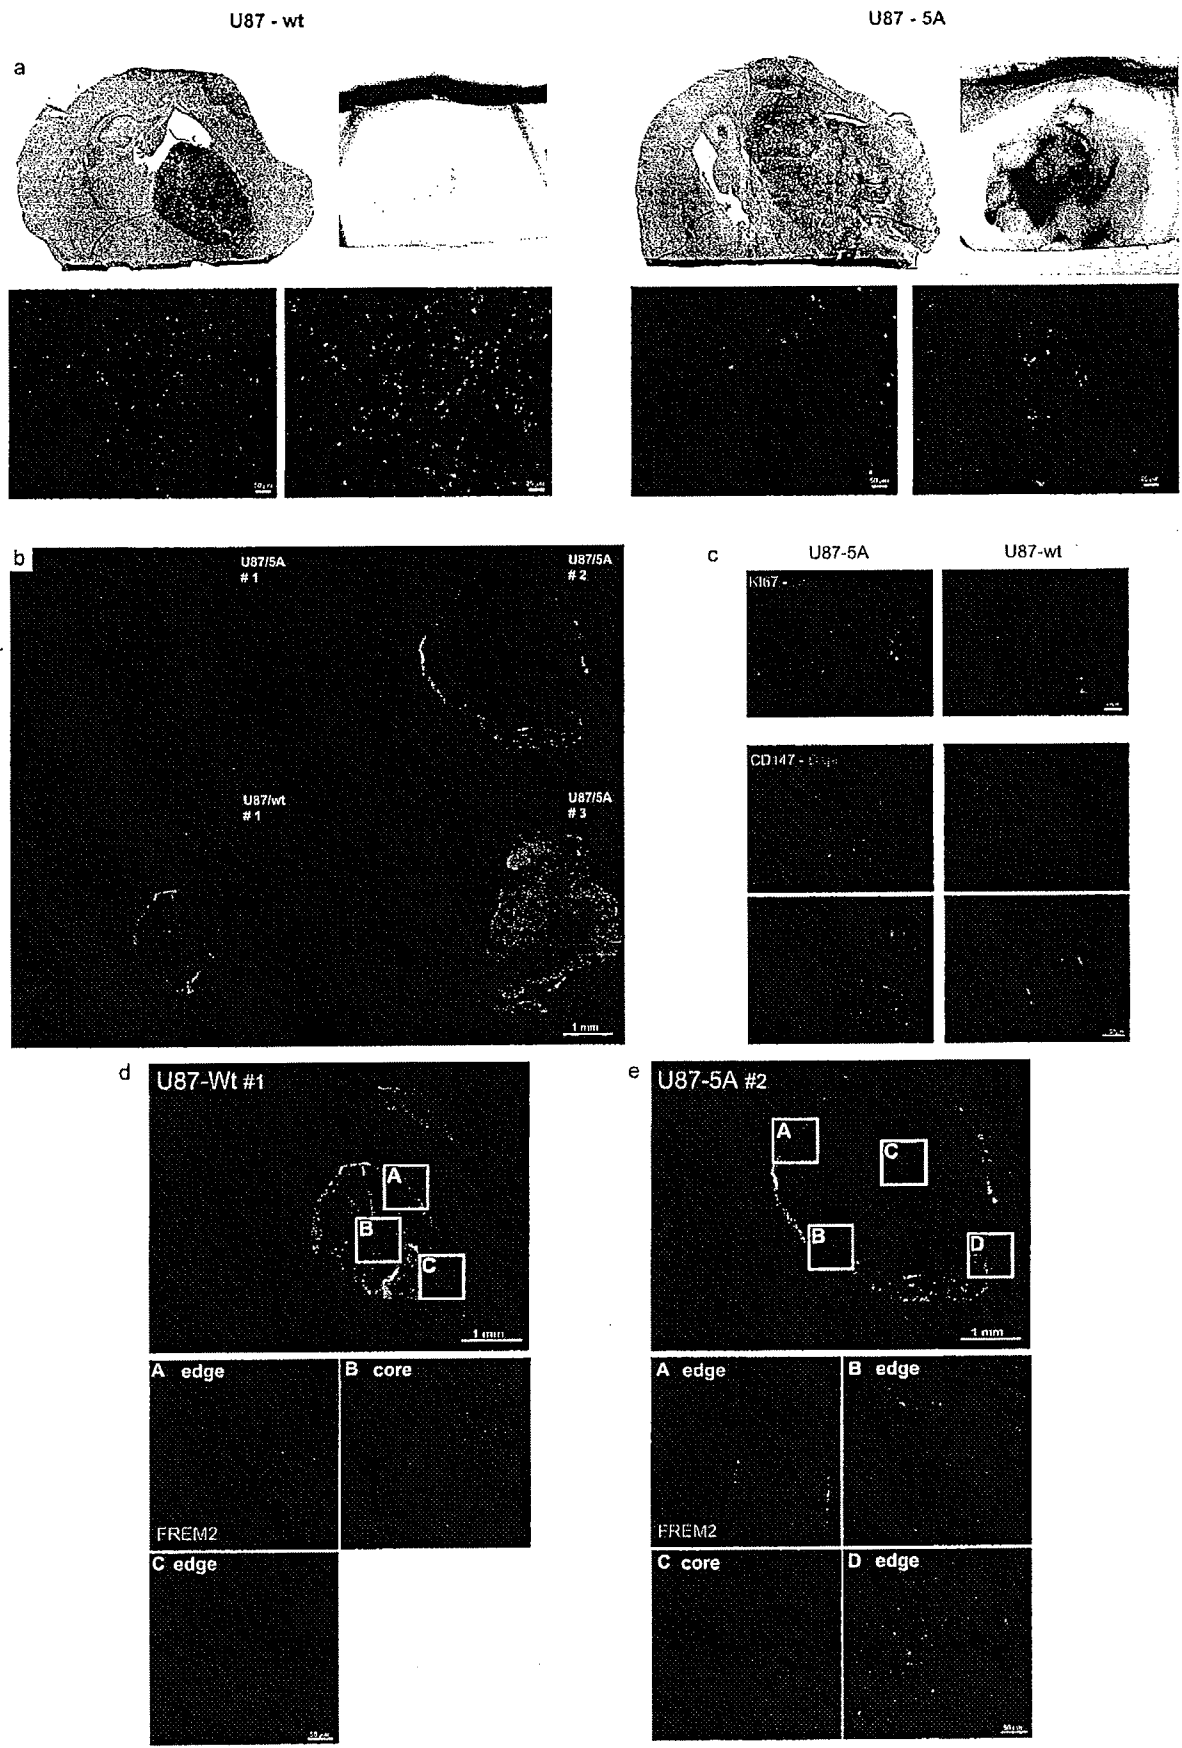 U87 - wt
U87 - 5A
a
b
U87/5A
# 1
U87/5A
# 2
U87/wt
# 1
U87/5A
# 3
1 mm
c
U87-5A
U87-wt
KI67 -
CD147 -
d
U87-Wt #1
A
B
C
1 mm
A edge
B core
FREM2
C edge
e
U87-5A #2
A
C
B
D
1 mm
A edge
B edge
FREM2
C core
D edge